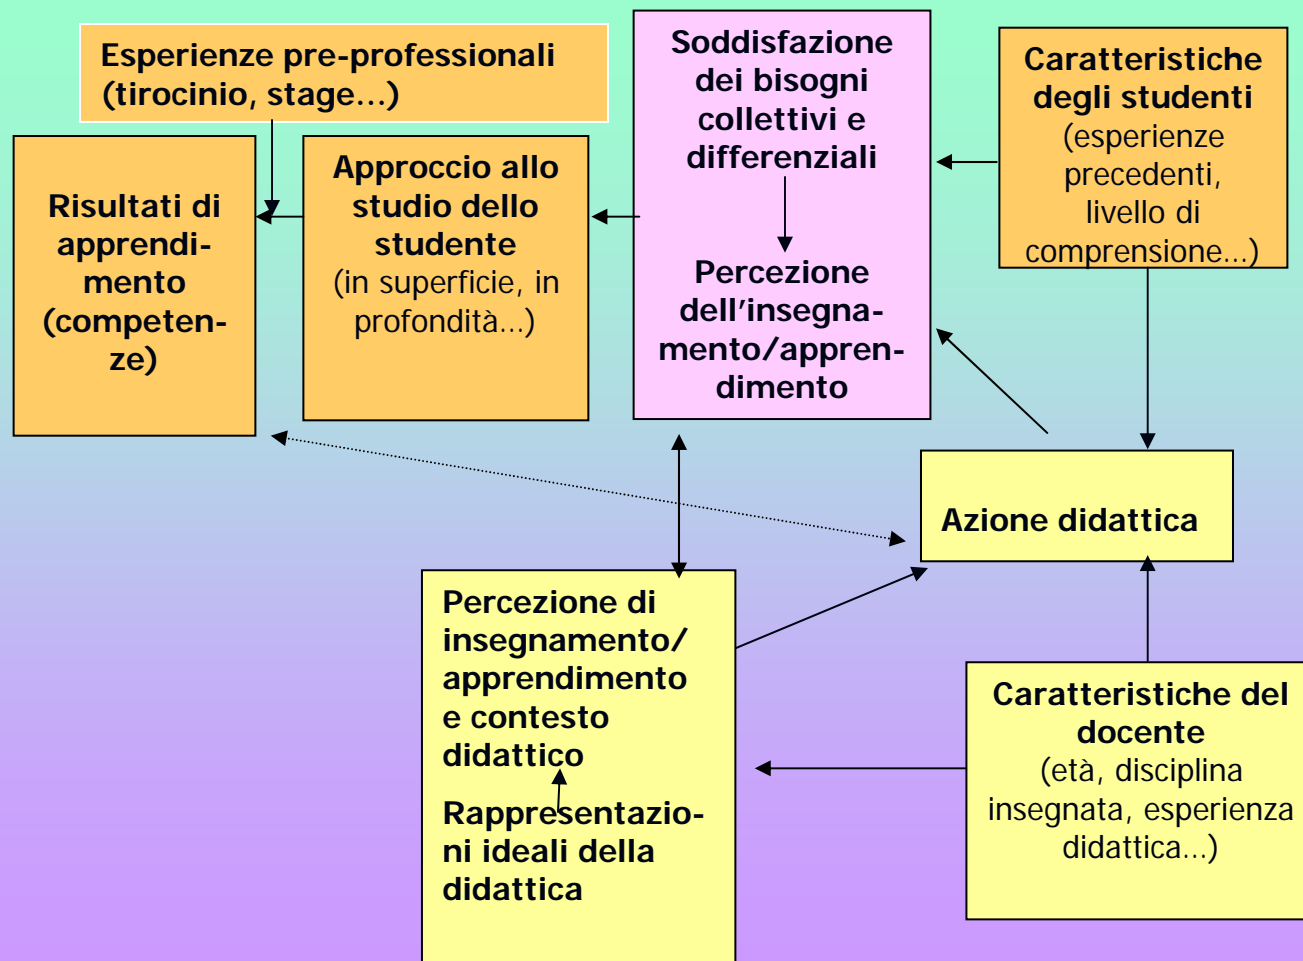 Esperienze pre-professionali
(tirocinio, stage...)
Soddisfazione
dei bisogni
collettivi e
differenziali
Percezione
dell'insegna-
mento/appren-
dimento
Caratteristiche
degli studenti
(esperienze
precedenti,
livello di
comprensione...)
Risultati di
apprendi-
mento
(competen-
ze)
Approccio allo
studio dello
studente
(in superficie, in
profondità...)
Azione didattica
Percezione di
insegnamento/
apprendimento
e contesto
didattico
Rappresentazio-
ni ideali della
didattica
Caratteristiche del
docente
(età, disciplina
insegnata, esperienza
didattica...)